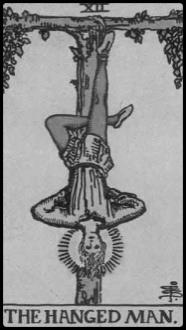 XII
THE HANGED MAN.